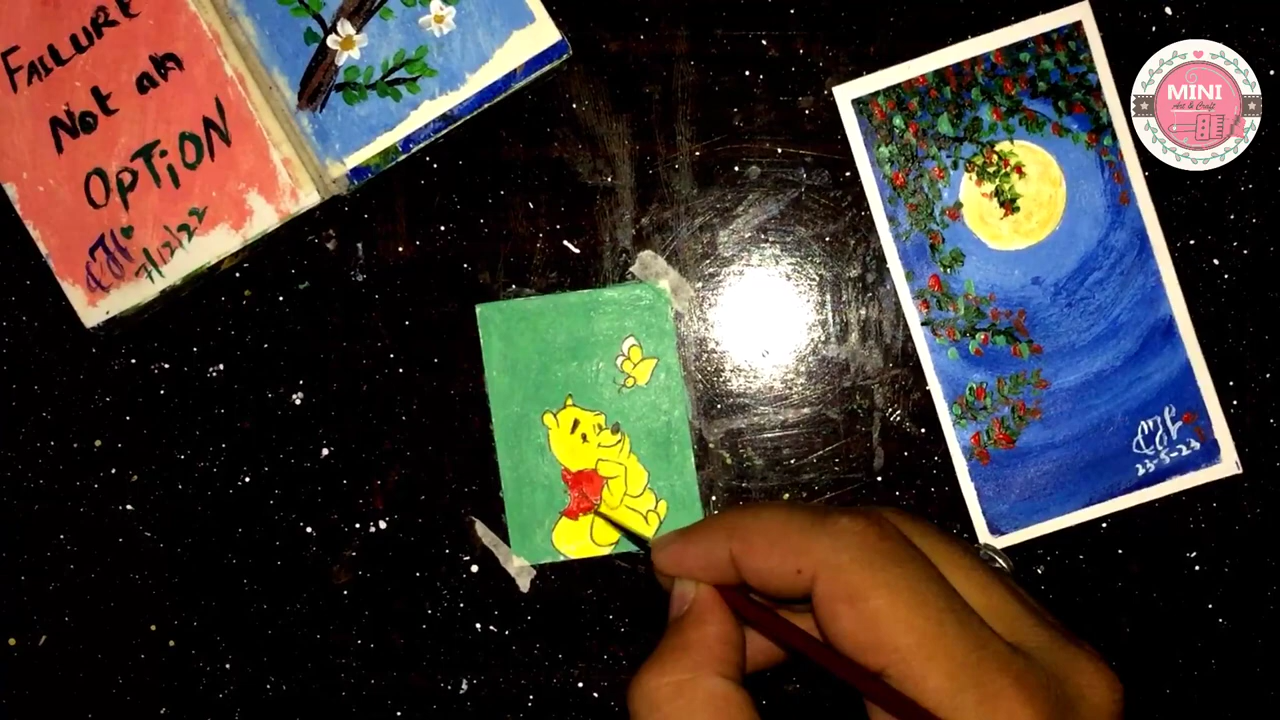 FAILURE
Not an
OPTiON
7/12/22
MINI
Art & Craft
23-5-23